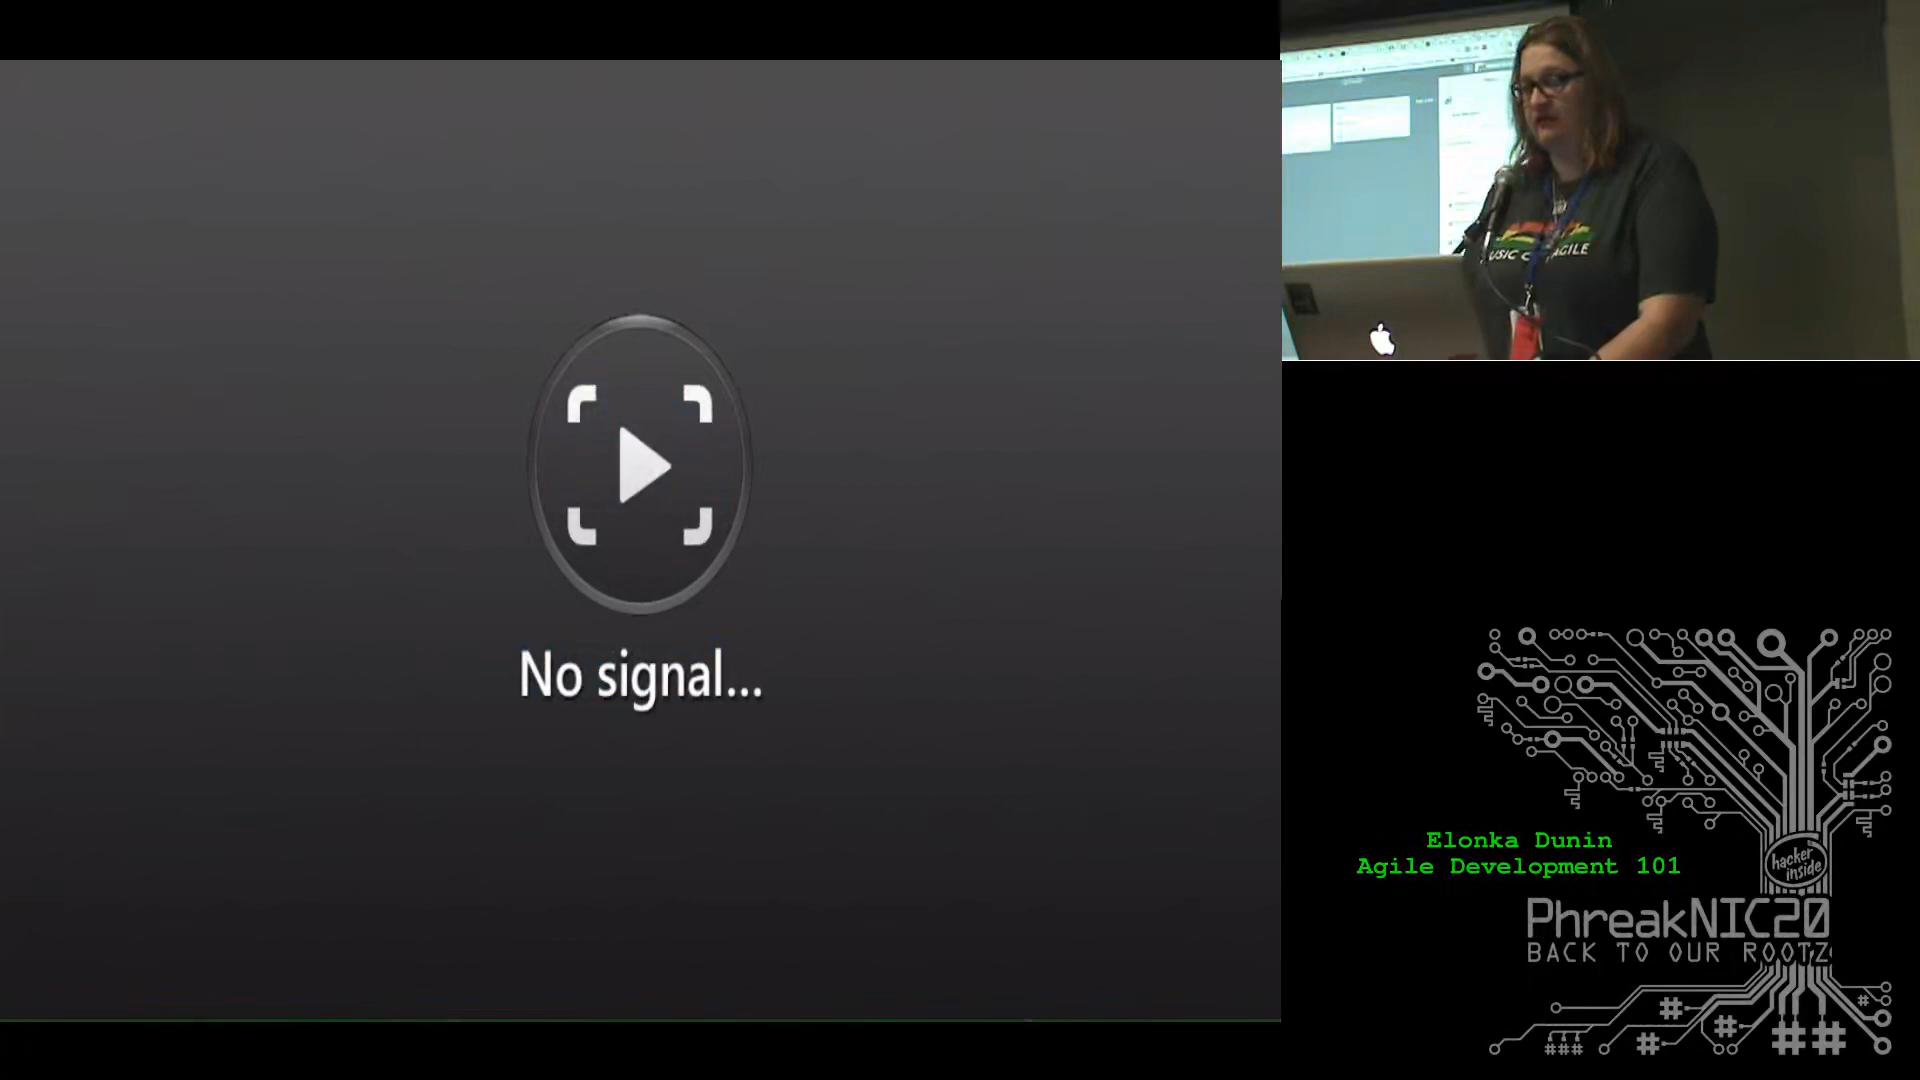 No signal...
Elonka Dunin
Agile Development 101
hacker
inside
PhreakNIC20
BACK TO OUR ROOTZ